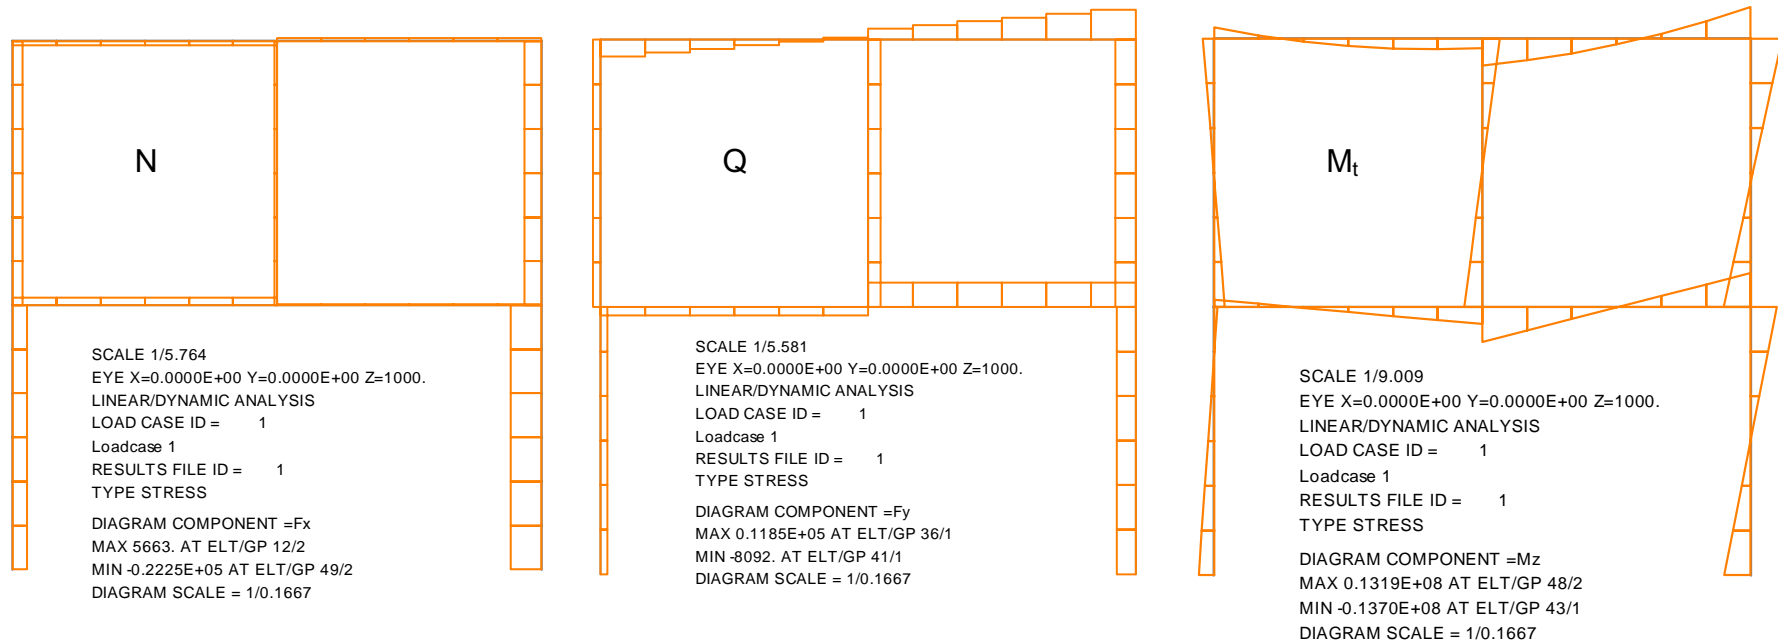 N
SCALE 1/5.764
EYE X=0.0000E+00 Y=0.0000E+00 Z=1000.
LINEAR/DYNAMIC ANALYSIS
LOAD CASE ID = 1
Loadcase 1
RESULTS FILE ID = 1
TYPE STRESS
DIAGRAM COMPONENT =Fx
MAX 5663. AT ELT/GP 12/2
MIN -0.2225E+05 AT ELT/GP 49/2
DIAGRAM SCALE = 1/0.1667
Q
SCALE 1/5.581
EYE X=0.0000E+00 Y=0.0000E+00 Z=1000.
LINEAR/DYNAMIC ANALYSIS
LOAD CASE ID = 1
Loadcase 1
RESULTS FILE ID = 1
TYPE STRESS
DIAGRAM COMPONENT =Fy
MAX 0.1185E+05 AT ELT/GP 36/1
MIN -8092. AT ELT/GP 41/1
DIAGRAM SCALE = 1/0.1667
Mt
SCALE 1/9.009
EYE X=0.0000E+00 Y=0.0000E+00 Z=1000.
LINEAR/DYNAMIC ANALYSIS
LOAD CASE ID = 1
Loadcase 1
RESULTS FILE ID = 1
TYPE STRESS
DIAGRAM COMPONENT =Mz
MAX 0.1319E+08 AT ELT/GP 48/2
MIN -0.1370E+08 AT ELT/GP 43/1
DIAGRAM SCALE = 1/0.1667